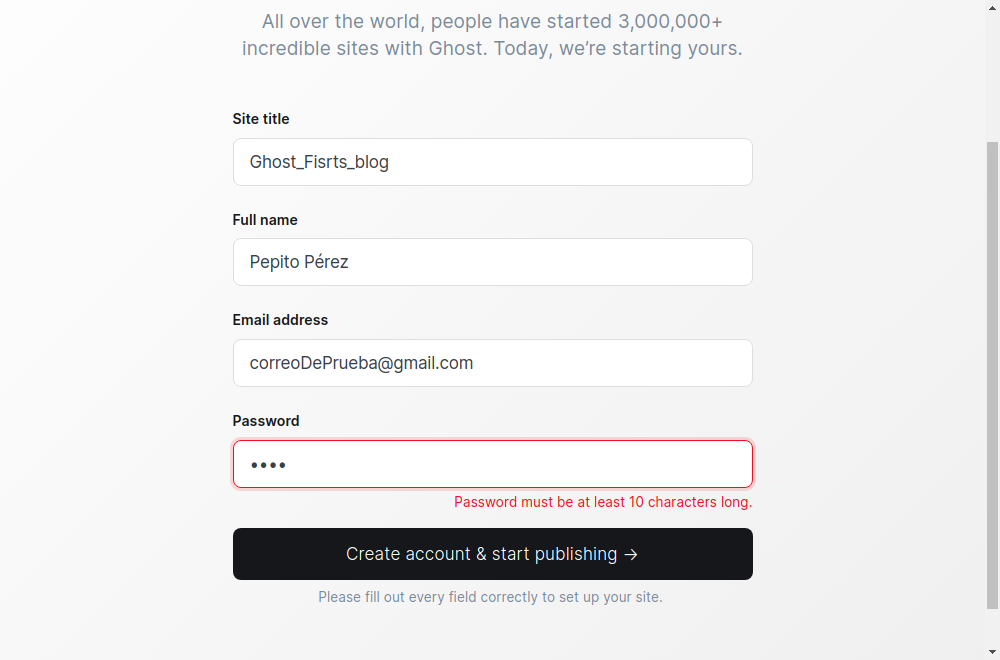 All over the world, people have started 3,000,000+
incredible sites with Ghost. Today, we’re starting yours.
Site title
Ghost_Fisrts_blog
Full name
Pepito Pérez
Email address
correoDePrueba@gmail.com
Password
••••
Password must be at least 10 characters long.
Create account & start publishing →
Please fill out every field correctly to set up your site.